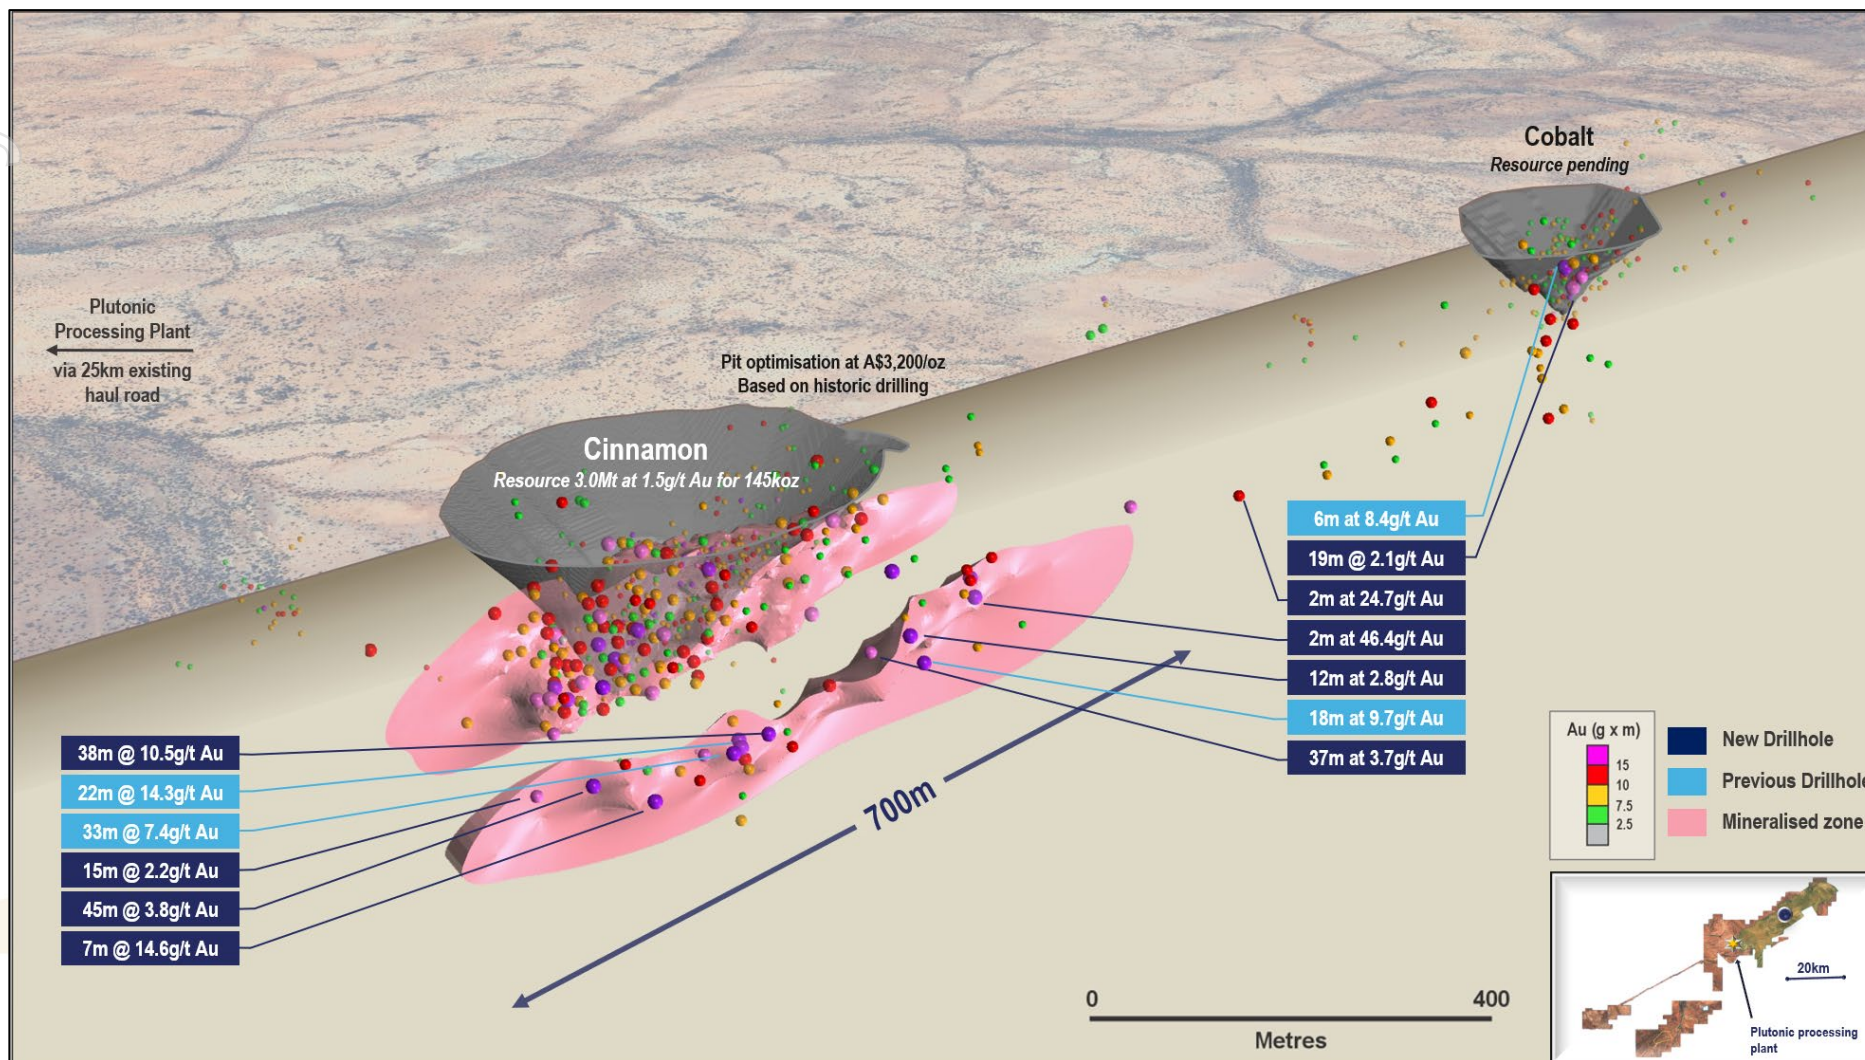 Cobalt
Resource pending
Plutonic
Processing Plant
via 25km existing
haul road
Pit optimisation at A$3,200/oz
Based on historic drilling
Cinnamon
Resource 3.0Mt at 1.5g/t Au for 145koz
6m at 8.4g/t Au
19m @ 2.1g/t Au
2m at 24.7g/t Au
2m at 46.4g/t Au
12m at 2.8g/t Au
18m at 9.7g/t Au
37m at 3.7g/t Au
38m @ 10.5g/t Au
22m @ 14.3g/t Au
33m @ 7.4g/t Au
15m @ 2.2g/t Au
45m @ 3.8g/t Au
7m @ 14.6g/t Au
700m
Au (g x m)
15
10
7.5
2.5
New Drillhole
Previous Drillhole
Mineralised zone
0 400
Metres
20km
Plutonic processing
plant